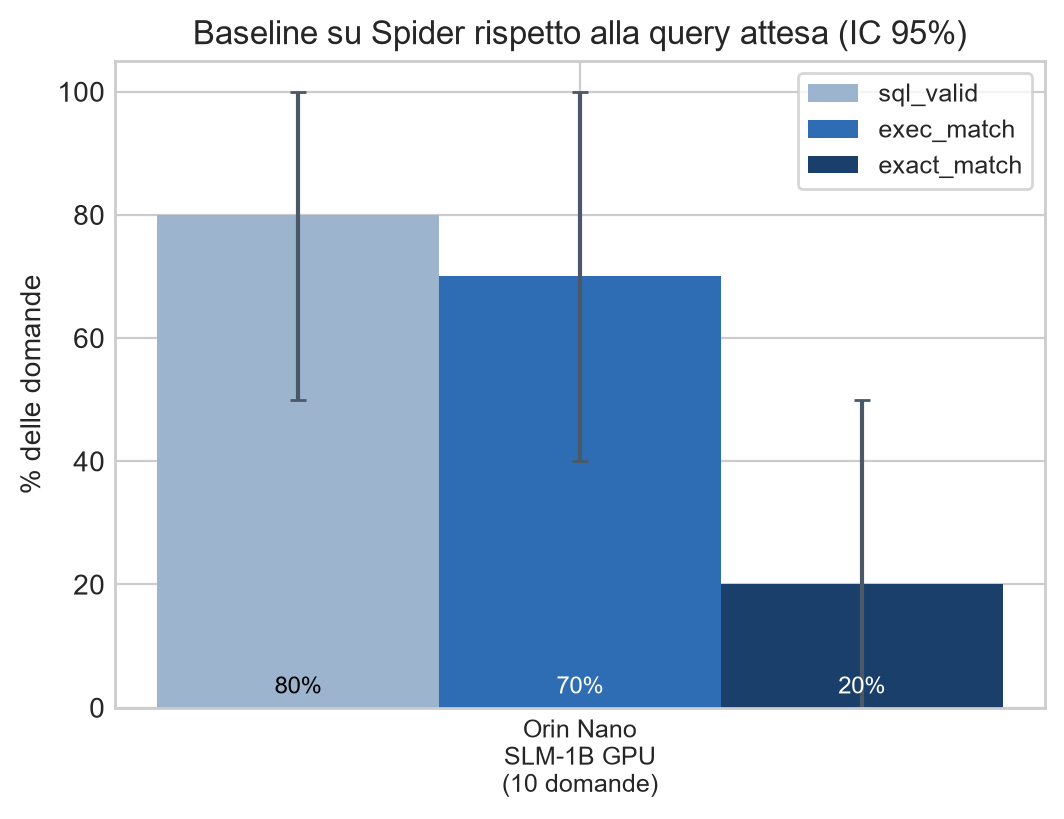 Baseline su Spider rispetto alla query attesa (IC 95%)
sql_valid
exec_match
exact_match
% delle domande
100
80
60
40
20
0
80%
70%
20%
Orin Nano
SLM-1B GPU
(10 domande)